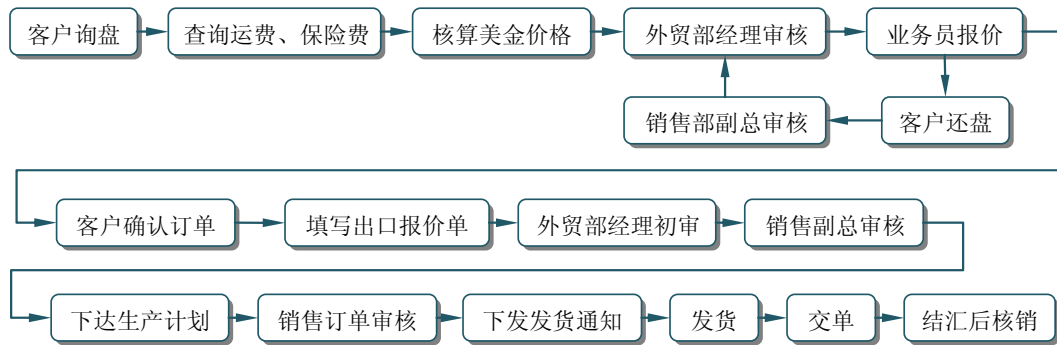 客户询盘
查询运费、保险费
核算美金价格
外贸部经理审核
业务员报价
销售部副总审核
客户还盘
客户确认订单
填写出口报价单
外贸部经理初审
销售副总审核
下达生产计划
销售订单审核
下发发货通知
发货
交单
结汇后核销